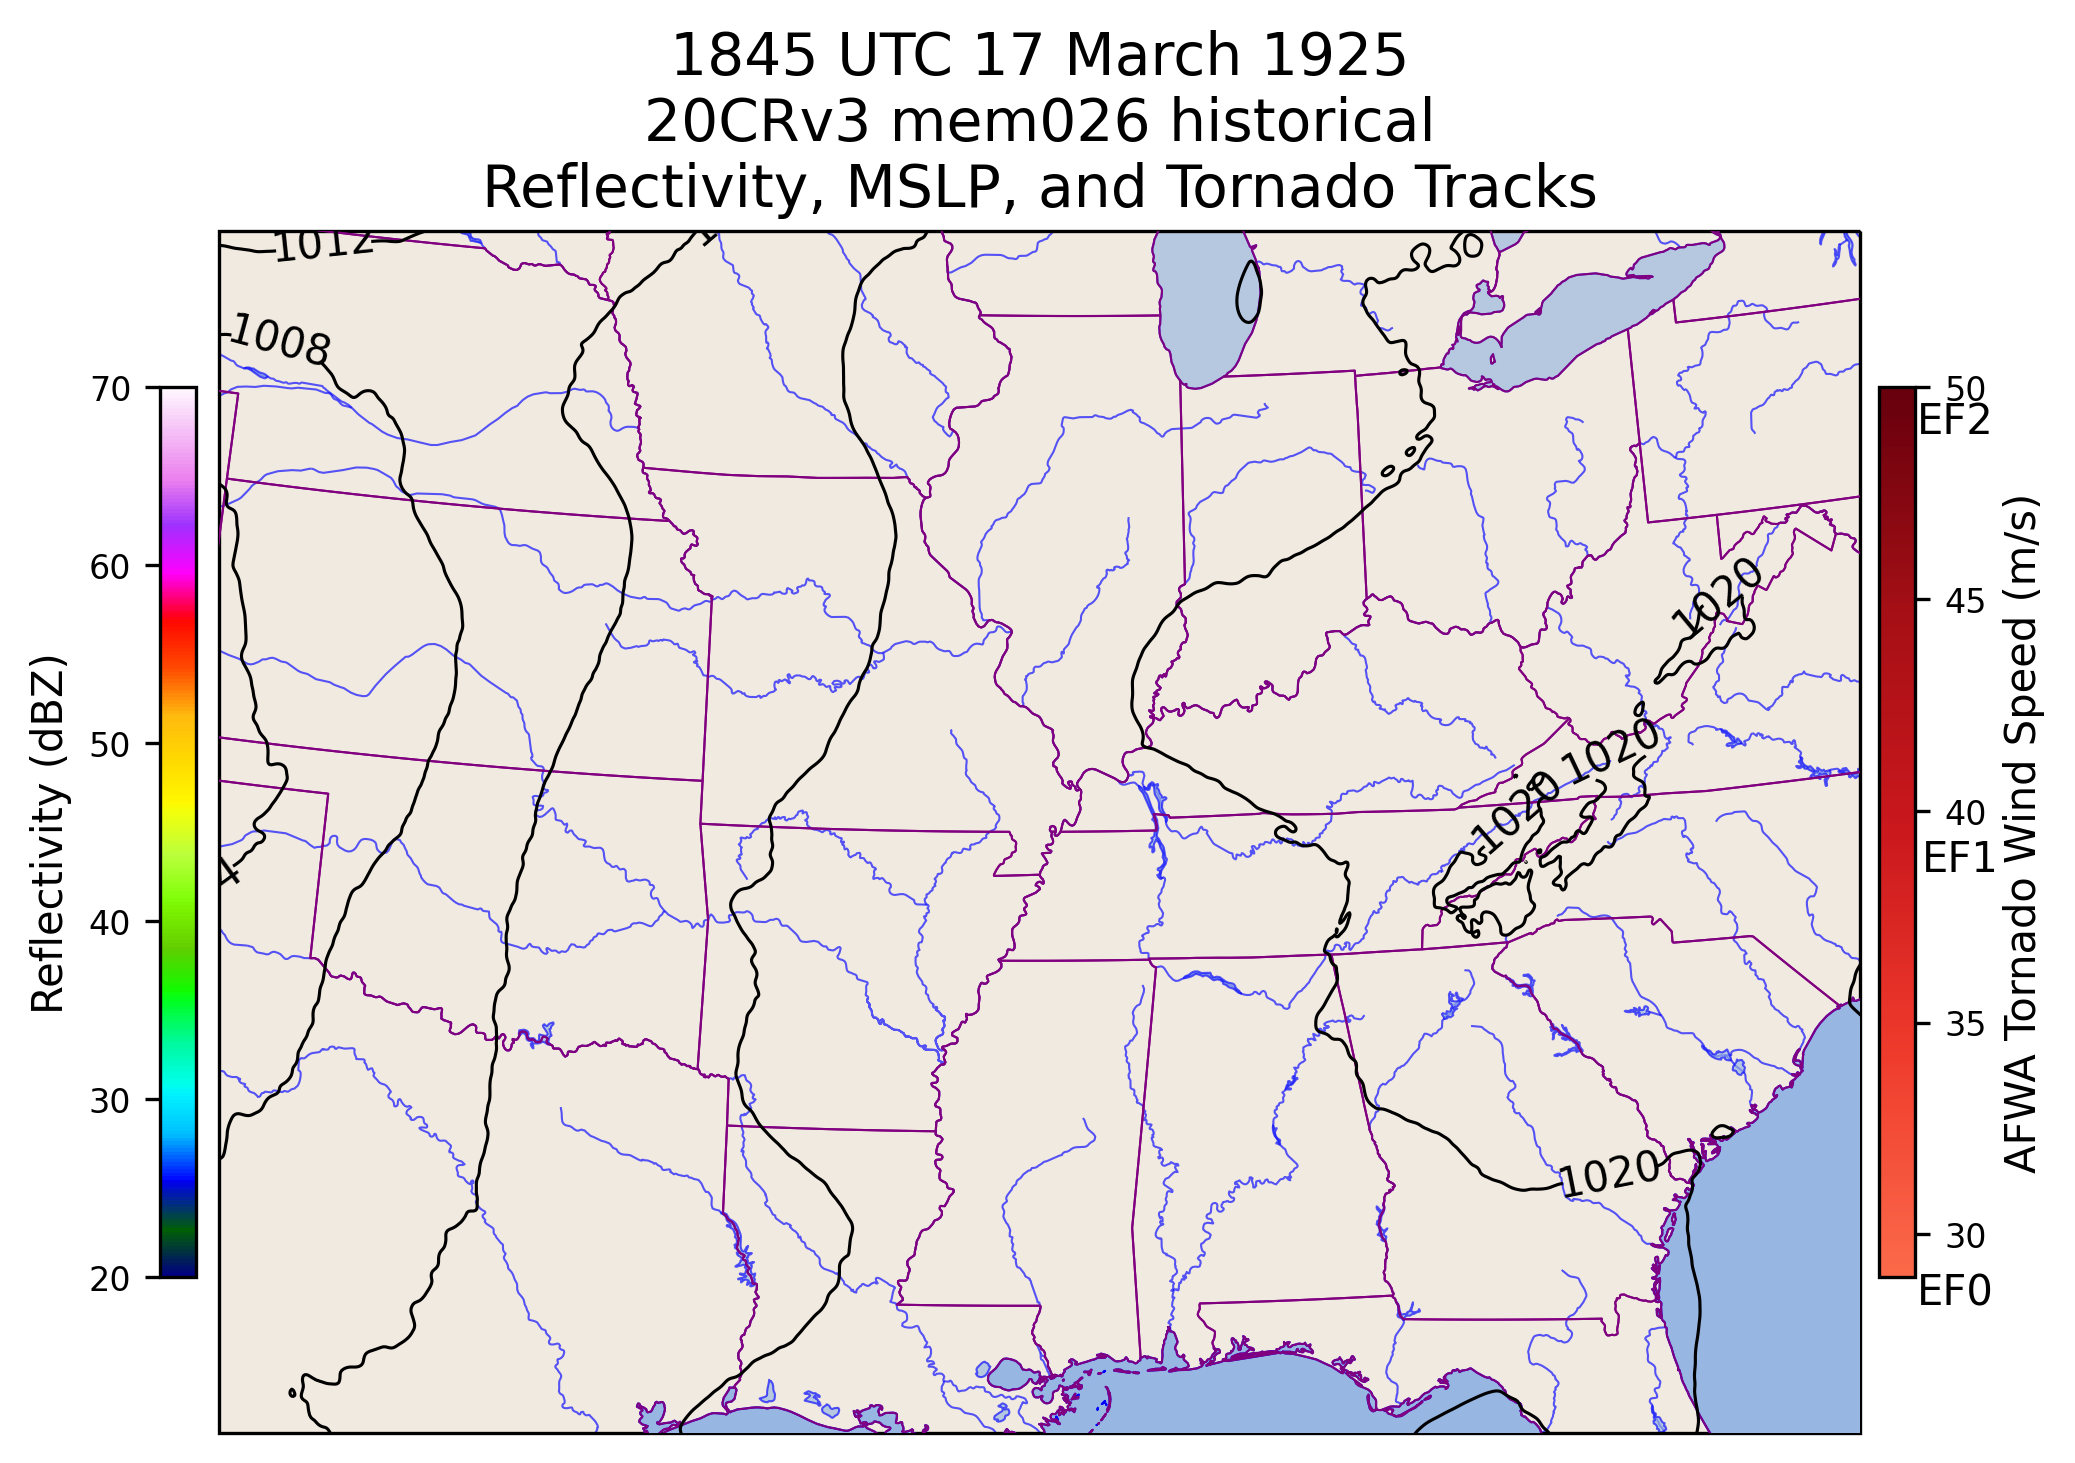 1845 UTC 17 March 1925
20CRv3 mem026 historical
Reflectivity, MSLP, and Tornado Tracks
1012
1008
1020
1020
1020
1020
4
Reflectivity (dBZ)
70
60
50
40
30
20
50
EF2
45
40
EF1
35
30
EF0
AFWA Tornado Wind Speed (m/s)